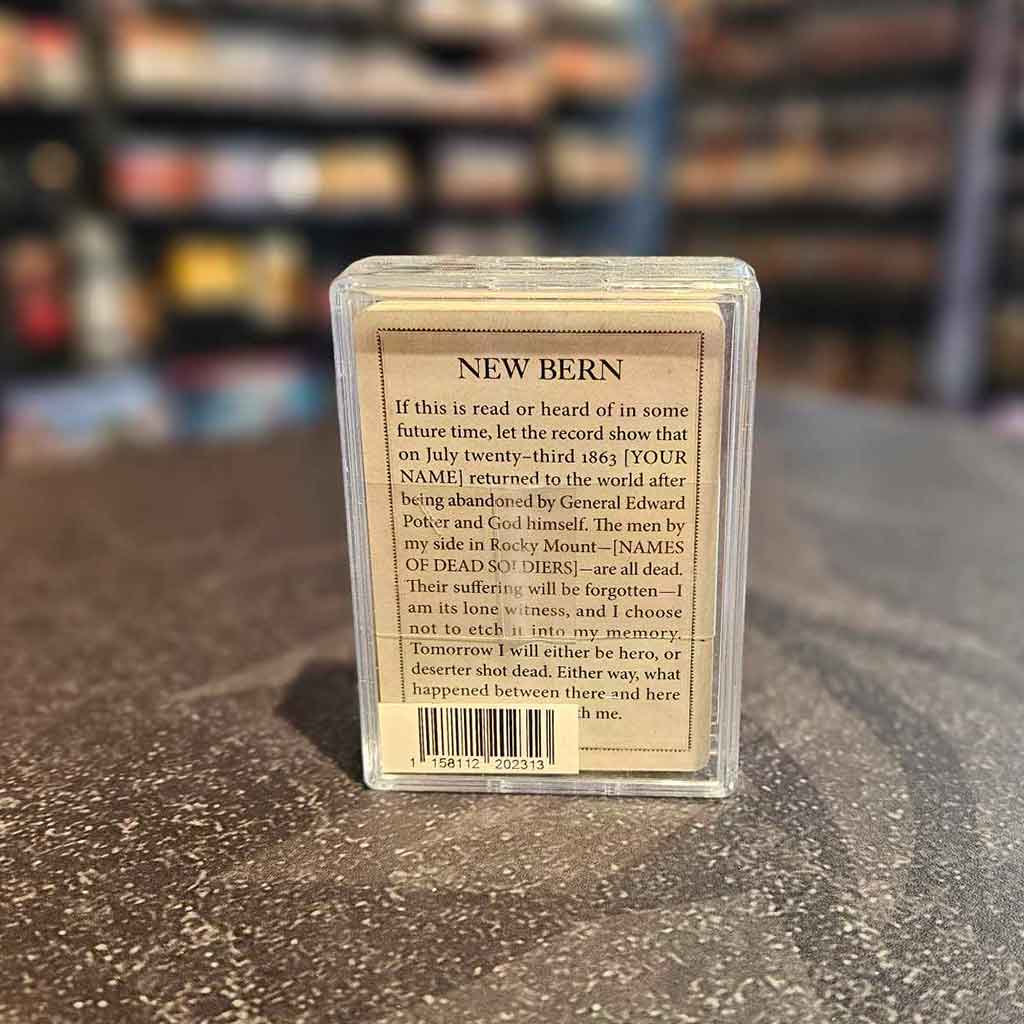 NEW BERN
If this is read or heard of in some
future time, let the record show that
on July twenty–third 1863 [YOUR
NAME] returned to the world after
being abandoned by General Edward
Potter and God himself. The men by
my side in Rocky Mount—[NAMES
OF DEAD SOLDIERS]—are all dead.
Their suffering will be forgotten—I
am its lone witness, and I choose
not to etch it into my memory.
Tomorrow I will either be hero, or
deserter shot dead. Either way, what
happened between there and here
me.
1 158112 202313